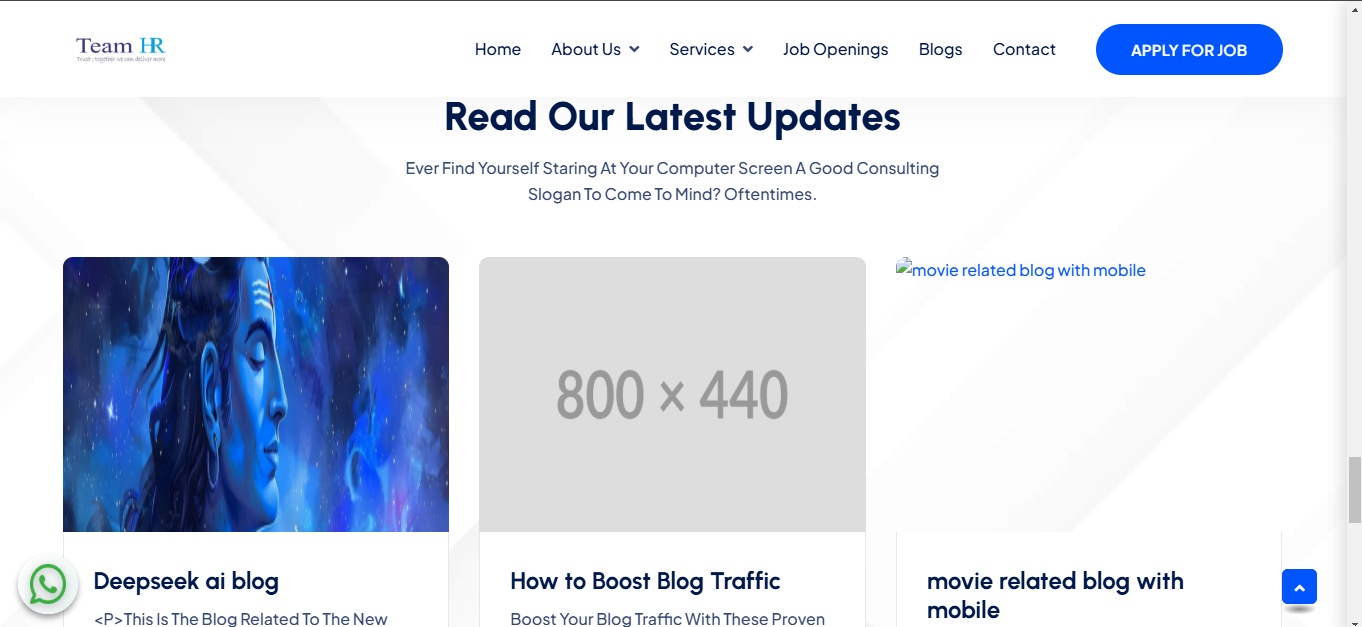 Team HR
Trust : together we can deliver more
Home
About Us
Services
Job Openings
Blogs
Contact
APPLY FOR JOB
Read Our Latest Updates
Ever Find Yourself Staring At Your Computer Screen A Good Consulting
Slogan To Come To Mind? Oftentimes.
800 × 440
movie related blog with mobile
Deepseek ai blog
<P>This Is The Blog Related To The New
How to Boost Blog Traffic
Boost Your Blog Traffic With These Proven
movie related blog with
mobile